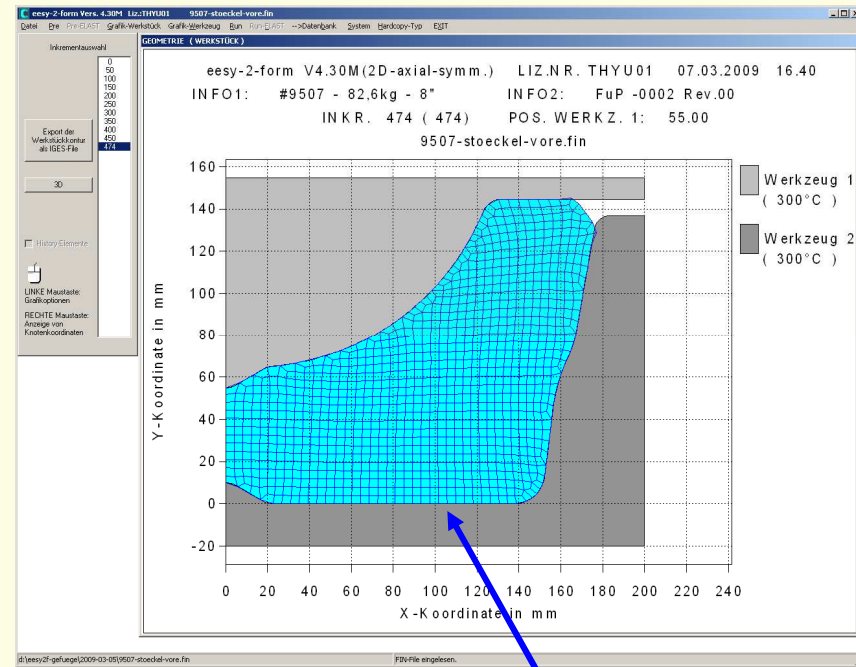 eesy-2-form Vers. 4.30M Liz.:THYU01 9507-stoeckel-vore.fin
Datei Pre Pre-ELAST Grafik-Werkstück Grafik-Werkzeug Run Run-ELAST -->Datenbank System Hardcopy-Typ EXIT
Inkrementauswahl
0
50
100
150
200
250
300
350
400
450
474
Export der
Werkstückkontur
als IGES-File
3D
History Elemente
LINKE Maustaste:
Grafikoptionen
RECHTE Maustaste:
Anzeige von
Knotenkoordinaten
GEOMETRIE ( WERKSTÜCK )
eesy-2-form V4.30M(2D-axial-symm.) LIZ.NR. THYU01 07.03.2009 16.40
INFO1: #9507 - 82,6kg - 8" INFO2: FuP -0002 Rev.00
INKR. 474 ( 474) POS. WERKZ. 1: 55.00
9507-stoeckel-vore.fin
Werkzeug 1
( 300°C )
Werkzeug 2
( 300°C )
Y-Koordinate in mm
160
140
120
100
80
60
40
20
0
-20
0 20 40 60 80 100 120 140 160 180 200 220 240
X-Koordinate in mm
d:\eesy2f-gefuege\2009-03-05\9507-stoeckel-vore.fin FIN-File eingelesen.